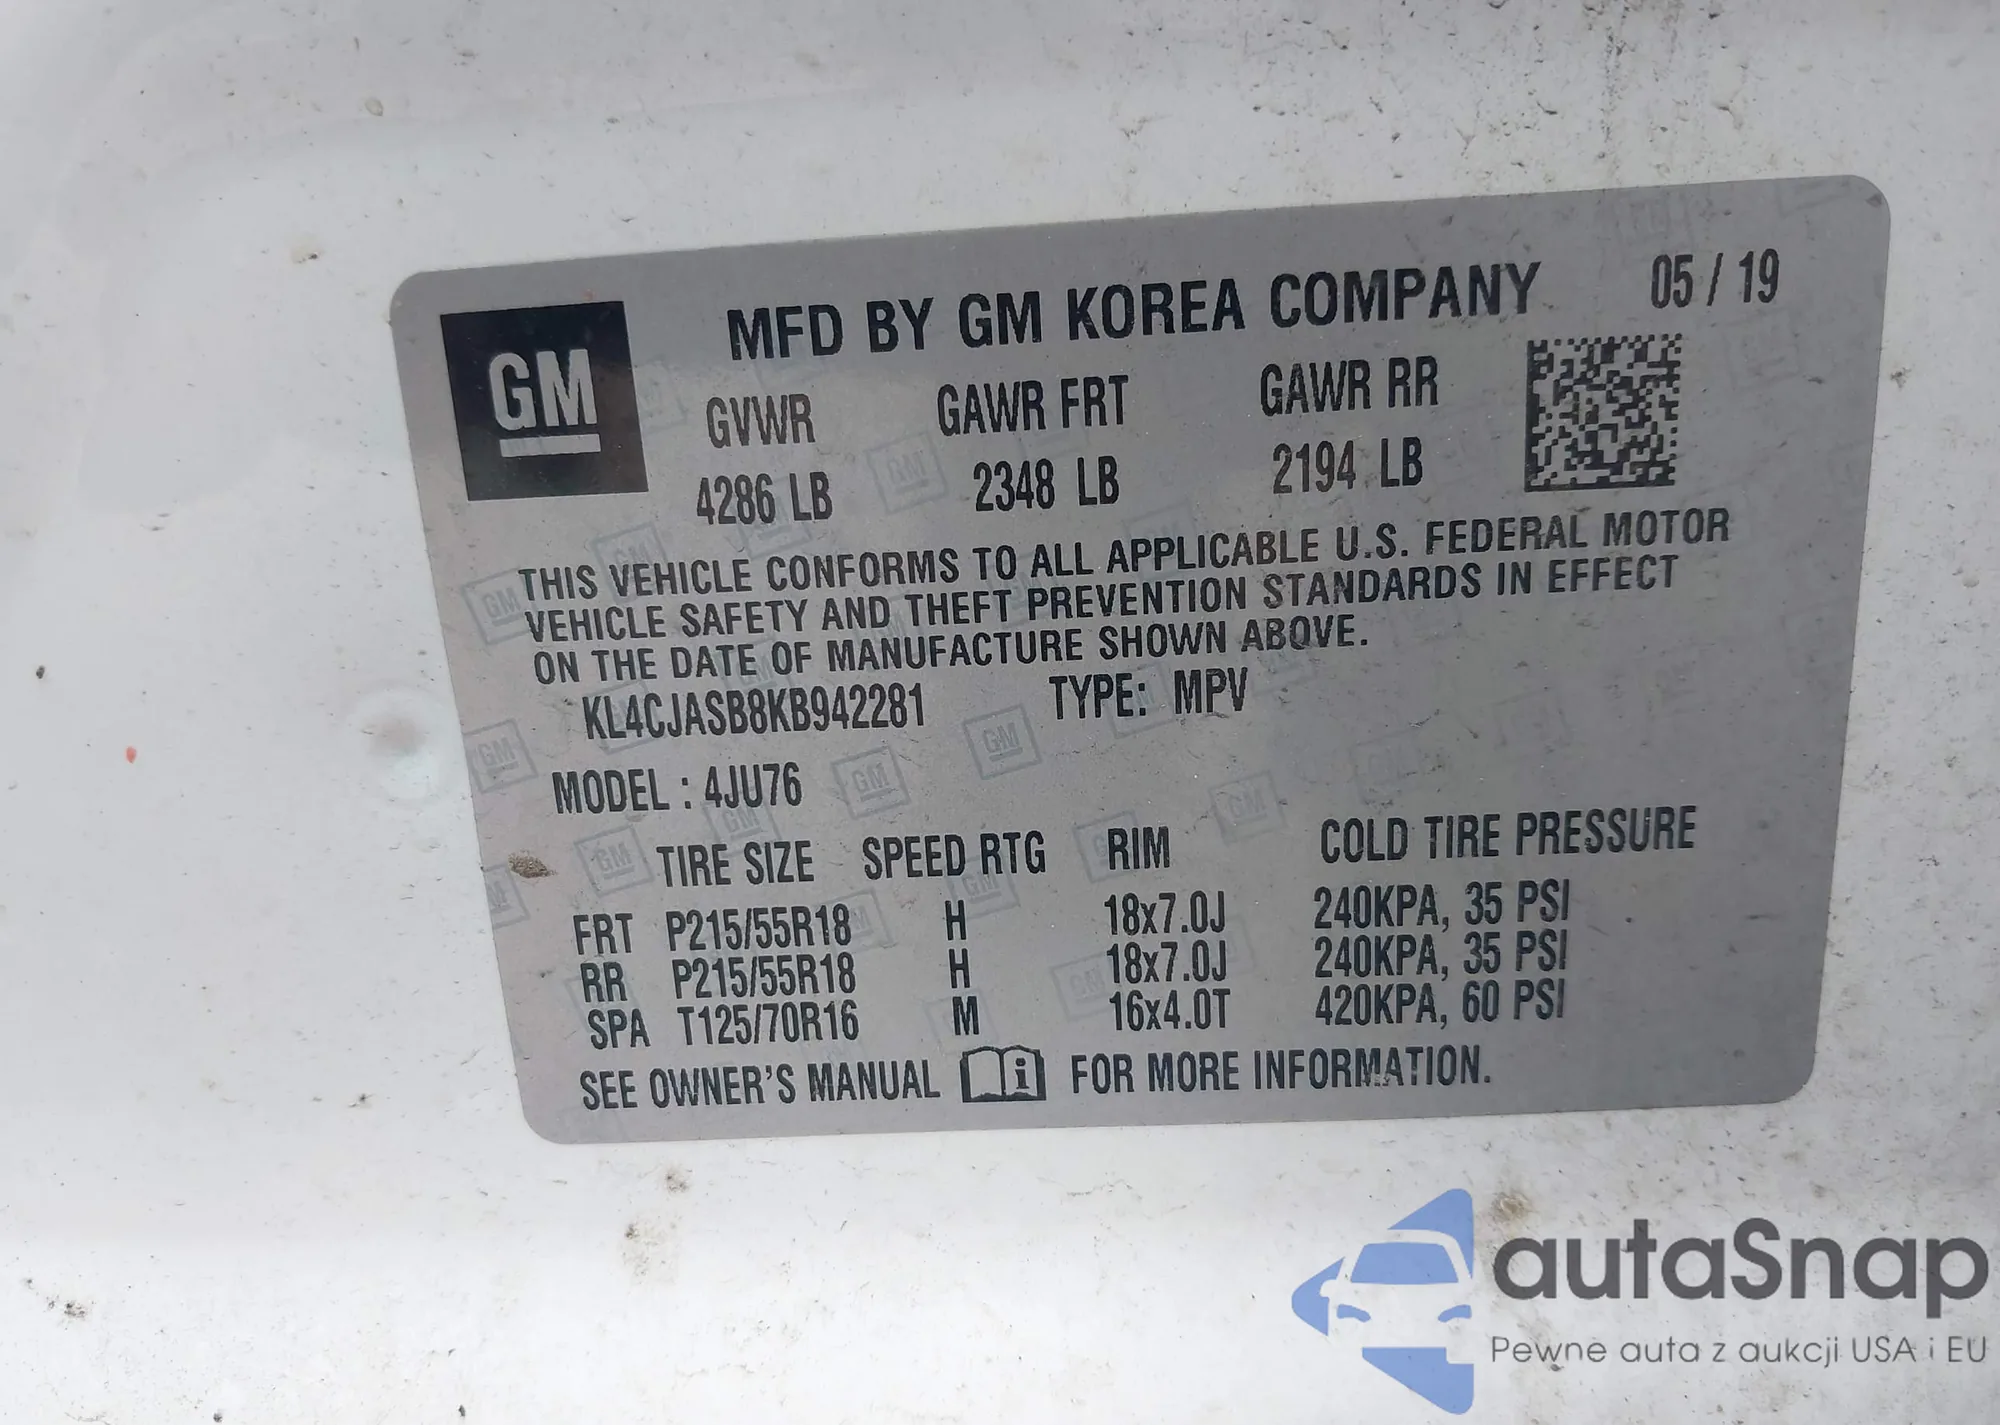 GM
MFD BY GM KOREA COMPANY 05 / 19
GVWR GAWR FRT GAWR RR
4286 LB 2348 LB 2194 LB
THIS VEHICLE CONFORMS TO ALL APPLICABLE U.S. FEDERAL MOTOR
VEHICLE SAFETY AND THEFT PREVENTION STANDARDS IN EFFECT
ON THE DATE OF MANUFACTURE SHOWN ABOVE.
KL4CJASB8KB942281 TYPE: MPV
MODEL : 4JU76
TIRE SIZE SPEED RTG RIM COLD TIRE PRESSURE
FRT P215/55R18 H 18x7.0J 240KPA, 35 PSI
RR P215/55R18 H 18x7.0J 240KPA, 35 PSI
SPA T125/70R16 M 16x4.0T 420KPA, 60 PSI
SEE OWNER'S MANUAL i FOR MORE INFORMATION.
autaSnap
Pewne auta z aukcji USA i EU